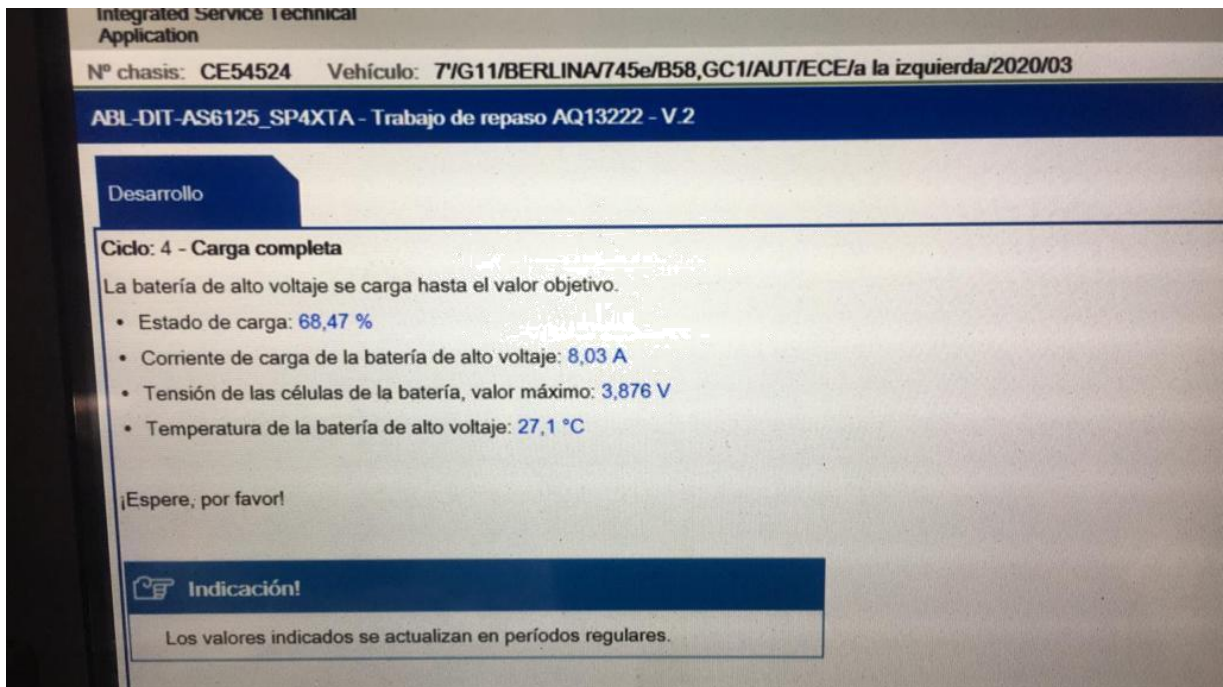 Integrated Service Technical
Application
Nº chasis: CE54524 Vehículo: 7'/G11/BERLINA/745e/B58,GC1/AUT/ECE/a la izquierda/2020/03
ABL-DIT-AS6125_SP4XTA - Trabajo de repaso AQ13222 - V.2
Desarrollo
Ciclo: 4 - Carga completa
La batería de alto voltaje se carga hasta el valor objetivo.
• Estado de carga: 68,47 %
• Corriente de carga de la batería de alto voltaje: 8,03 A
• Tensión de las células de la batería, valor máximo: 3,876 V
• Temperatura de la batería de alto voltaje: 27,1 °C
¡Espere, por favor!
Indicación!
Los valores indicados se actualizan en períodos regulares.